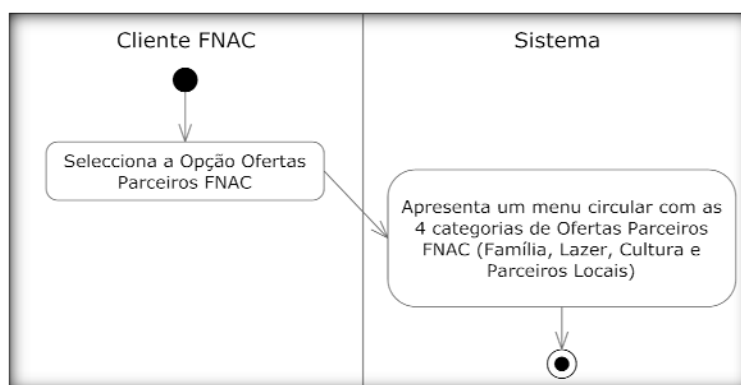 Cliente FNAC
Sistema
Selecciona a Opção Ofertas
Parceiros FNAC
Apresenta um menu circular com as
4 categorias de Ofertas Parceiros
FNAC (Família, Lazer, Cultura e
Parceiros Locais)